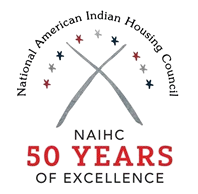 National American Indian Housing Council
NAIHC
50 YEARS
OF EXCELLENCE